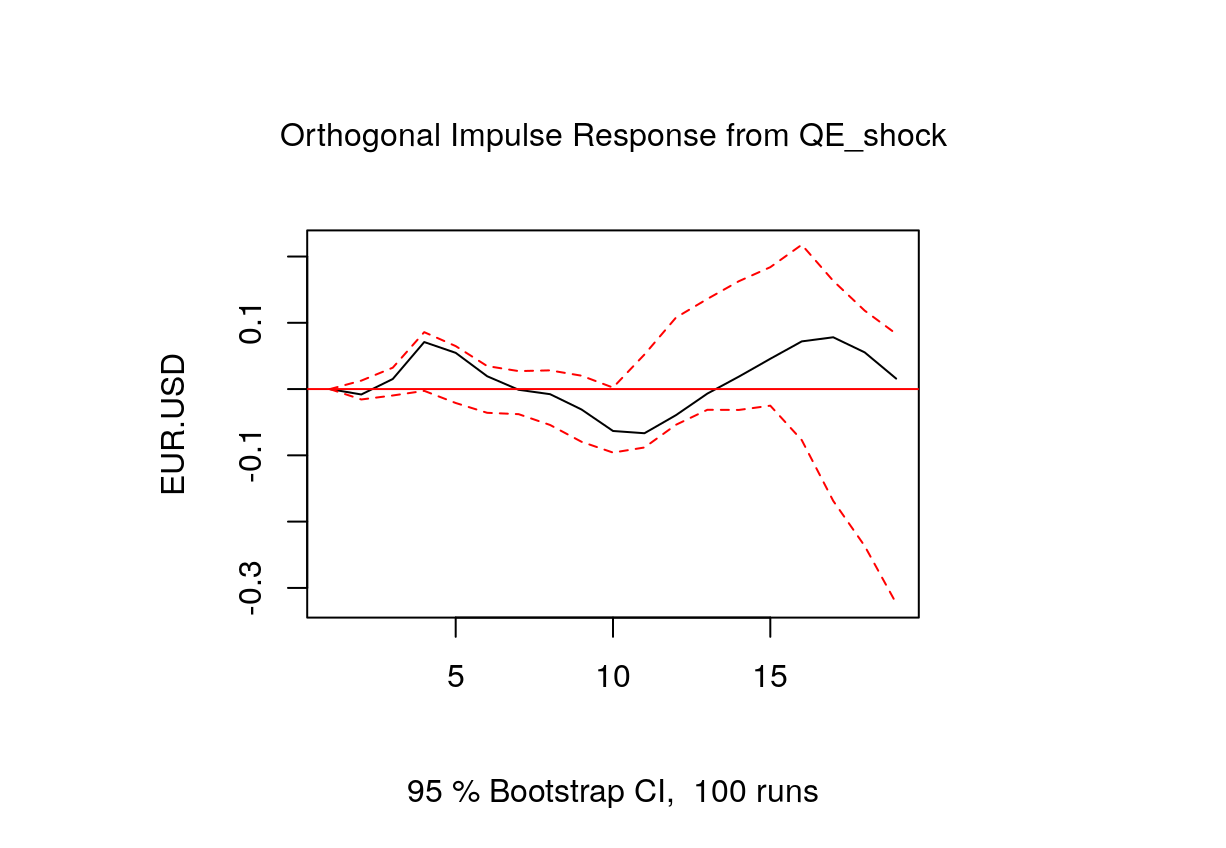 Orthogonal Impulse Response from QE_shock
EUR.USD
0.1
-0.1
-0.3
5 10 15
95 % Bootstrap CI,  100 runs